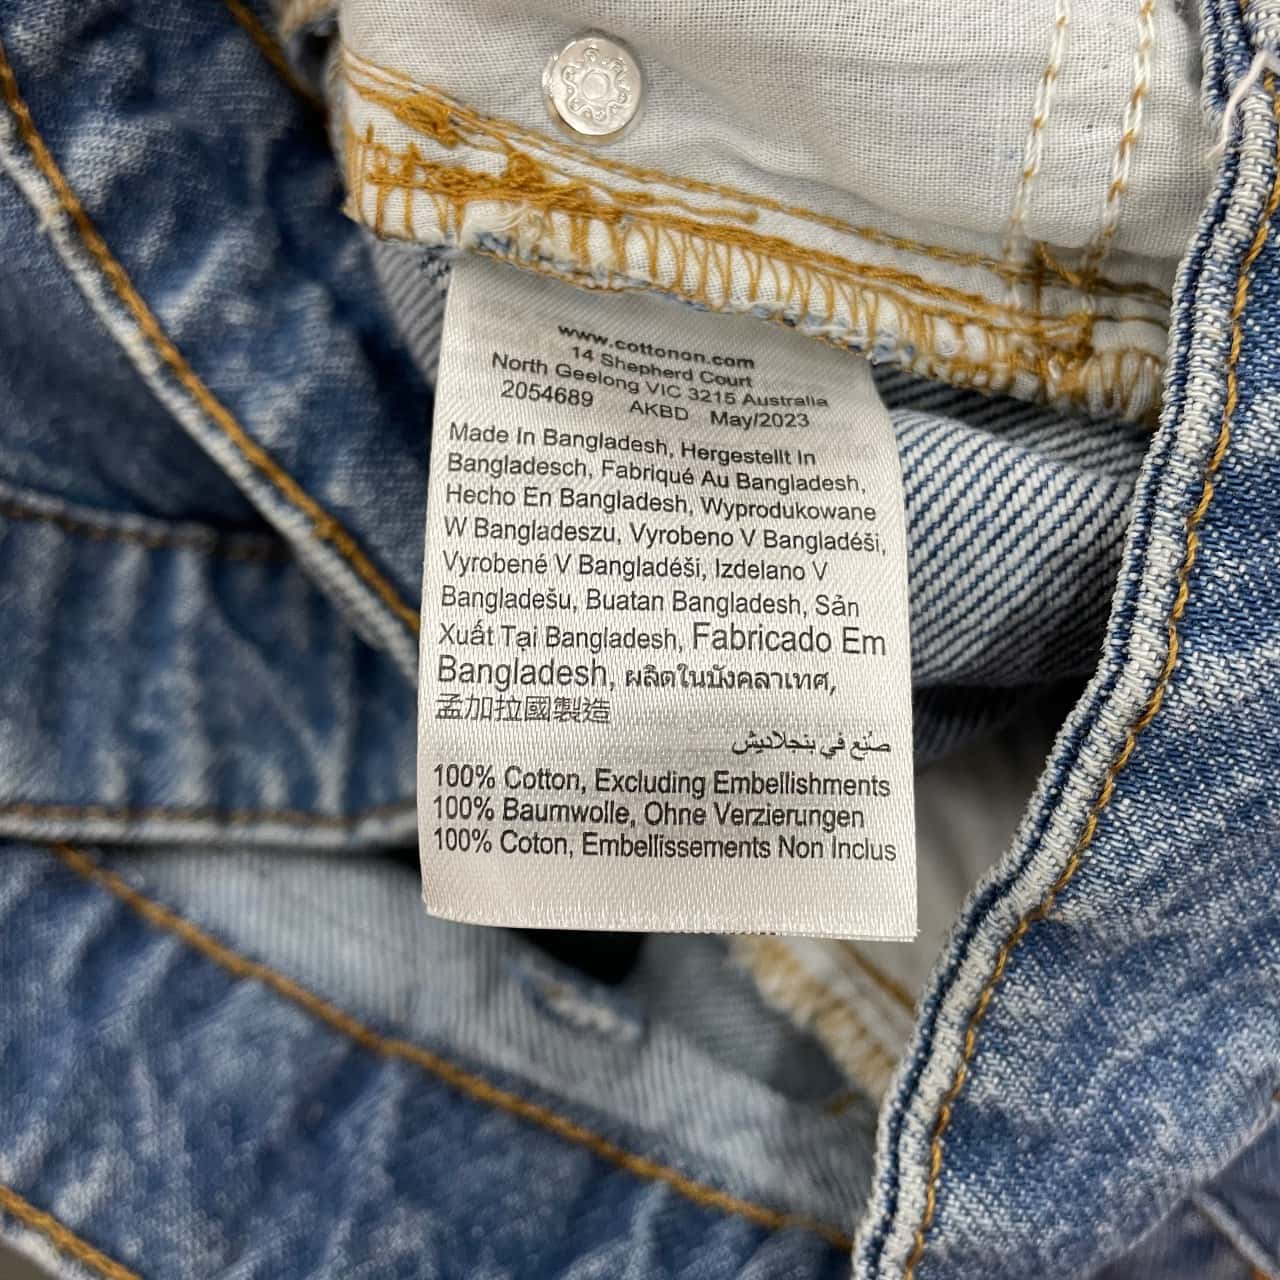 www.cottonon.com
14 Shepherd Court
North Geelong VIC 3215 Australia
2054689 AKBD May/2023
Made In Bangladesh, Hergestellt In
Bangladesch, Fabriqué Au Bangladesh,
Hecho En Bangladesh, Wyprodukowane
W Bangladeszu, Vyrobeno V Bangladéši,
Vyrobené V Bangladéši, Izdelano V
Bangladešu, Buatan Bangladesh, Sản
Xuất Tại Bangladesh, Fabricado Em
Bangladesh, ผลิตในบังคลาเทศ,
孟加拉國製造
صُنِع في بنجلاديش
100% Cotton, Excluding Embellishments
100% Baumwolle, Ohne Verzierungen
100% Coton, Embellissements Non Inclus